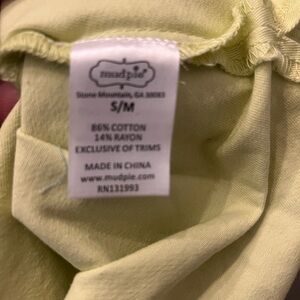 mudpie®
Stone Mountain, GA 30083
S/M
86% COTTON
14% RAYON
EXCLUSIVE OF TRIMS
MADE IN CHINA
www.mudpie.com
RN131993